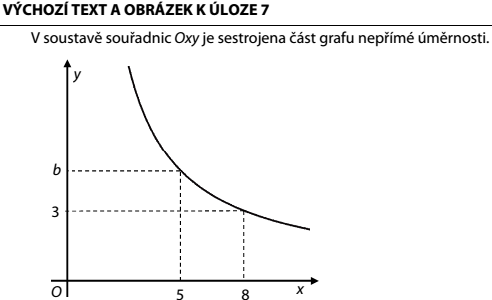 VÝCHOZÍ TEXT A OBRÁZEK K ÚLOZE 7
V soustavě souřadnic Oxy je sestrojena část grafu nepřímé úměrnosti.
y
b
3
O
5
8
x